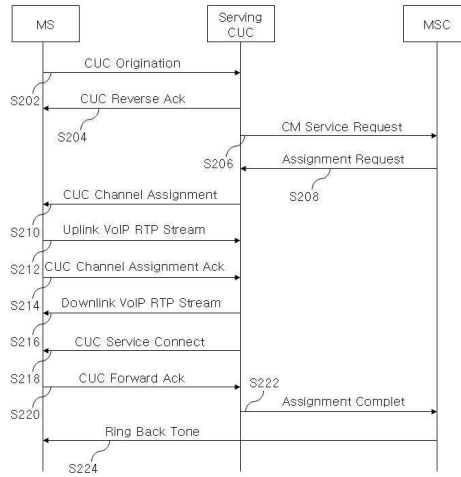 MS
Serving
CUC
MSC
CUC Origination
S202
CUC Reverse Ack
S204
CM Service Request
S206
Assignment Request
S208
CUC Channel Assignment
S210
Uplink VoIP RTP Stream
S212
CUC Channel Assignment Ack
S214
Downlink VoIP RTP Stream
S216
CUC Service Connect
S218
CUC Forward Ack
S220
S222
Assignment Complet
Ring Back Tone
S224